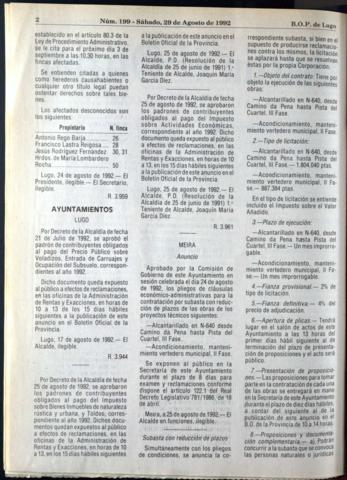 2
Núm. 199 - Sábado, 29 de Agosto de 1992
B.O.P. de Lugo
establecido en el artículo 80.3 de la
Ley de Procedimiento Administrativo
se le cita para el próximo día 3 de
septiembre a las 10,30 horas, en las
fincas afectadas.
Se entienden citadas a quienes
como herederos causahabientes o
cualquier otro título legal puedan
ostentar derechos sobre tales bie-
nes.
Los afectados desconocidos son
los siguientes:
Propietario N. finca
Antonio Rego Barja 26
Francisco Lastra Reigosa 28
Jesús Rodríguez Fernández 30, 31
Hrdos. de María Lombardero
Rocha 50
Lugo, 24 de agosto de 1992.— El
Presidente, ilegible. — El Secretario,
ilegible.
R. 3.959
AYUNTAMIENTOS
LUGO
Por Decreto de la Alcaldía de fecha
21 de Julio de 1992, se aprobó el
padrón de contribuyentes obligados
al pago del Precio Público sobre
Voladizos, Entrada de Carruajes y
Ocupación del Subsuelo, correspon-
dientes al año 1992.
Dicho documento queda expuesto
al público a efectos de reclamaciones,
en las oficinas de la Administración
de Rentas y Exacciones, en horas de
10 a 13 de los 15 días hábiles
siguientes a la publicación de este
anuncio en el Boletín Oficial de la
Provincia.
Lugo, 17 de agosto de 1992.— El
Alcalde, ilegible.
R. 3.944
Por Decreto de la Alcaldía de fecha
25 de agosto de 1992, se aprobaron
los padrones de contribuyentes
obligados al pago del Impuesto
sobre Bienes Inmuebles de naturaleza
rústica y urbana, y Toldos, corres-
pondiente al año 1992. Dichos docu-
mentos quedan expuestos al público
a efectos de reclamaciones, en las
oficinas de la Administración de
Rentas y Exacciones, en horas de 10
a 13, en los 15 días hábiles siguientes
a la publicación de este anuncio en el
Boletín Oficial de la Provincia.
Lugo, 25 de agosto de 1992.— El
Alcalde, P.D. (Resolución de la
Alcaldía de 25 de junio de 1991) 1.º
Teniente de Alcalde, Joaquín María
García Díez.
Por Decreto de la Alcaldía de fecha
25 de agosto de 1992, se aprobaron
los padrones de contribuyentes
obligados al pago del Impuesto
sobre Actividades Económicas,
correspondiente al año 1992. Dicho
documento queda expuesto al público
a efectos de reclamaciones, en las
oficinas de la Administración de
Rentas y Exacciones, en horas de 10
a 13, en los 15 días hábiles siguientes
a la publicación de este anuncio en el
Boletín Oficial de la Provincia.
Lugo, 25 de agosto de 1992.— El
Alcalde, P.D. (Resolución de la
Alcaldía de 25 de junio de 1991) 1.º
Teniente de Alcalde, Joaquín María
García Díez.
R. 3.961
MEIRA
Anuncio
Aprobada por la Comisión de
Gobierno de este Ayuntamiento en
sesión celebrada el día 24 de agosto
de 1992, los pliegos de cláusulas
económico-administrativas para la
contratación por subasta con reduc-
ción de plazos de las obras de los
proyectos técnicos siguientes:
—Alcantarillado en N-640 desde
Camino da Pena hasta Pista del
Cuartel, III Fase.
—Acondicionamiento, manteni-
miento vertedero municipal, II Fase.
Se exponen al público en la
Secretaría de este Ayuntamiento
durante el plazo de 8 días para
examen y reclamaciones conforme
dispone el artículo 122.1 del Real
Decreto Legislativo 781/1986, de 18
de abril.
Meira, a 25 de agosto de 1992.— El
Alcalde en funciones, ilegible.
Subasta con reducción de plazos
Simultáneamente con los pliegos
de condiciones, se anuncia la co-
rrespondiente subasta, si bien en el
supuesto de producirse reclamacio-
nes contra los mismos, la licitación
se aplazará hasta que se resuelvan
estas por la propia Corporación.
1.—Objeto del contrato: Tiene por
objeto la ejecución de las siguientes
obras:
—Alcantarillado en N-640, desde
Camino da Pena hasta Pista del
Cuartel, III Fase.
—Acondicionamiento, manteni-
miento vertedero municipal, II Fase.
2.—Tipo de licitación:
—Alcantarillado en N-640, desde
Camino da Pena hasta Pista del
Cuartel, III Fase.— 1.804.040 ptas.
—Acondicionamiento, manteni-
miento vertedero municipal, II Fa-
se.— 887.384 ptas.
En el tipo de licitación se entiende
incluido el Impuesto sobre el Valor
Añadido.
3.—Plazo de ejecución:
—Alcantarillado en N-640, desde
Camino da Pena hasta Pista del
Cuartel, III Fase.— Un mes improrro-
gable.
—Acondicionamiento, manteni-
miento vertedero municipal, II Fa-
se.— Un mes improrrogable.
4.—Fianza provisional.— 2% de
tipo de licitación.
5.—Fianza definitiva.— 4% del
precio de adjudicación.
6.—Apertura de plicas.— Tendrá
lugar en el salón de actos de este
Ayuntamiento a las 13 horas del
primer día hábil siguiente al de
terminación del plazo de presenta-
ción de proposiciones y el acto será
público.
7.—Presentación de proposicio-
nes.— Las proposiciones para tomar
parte en la contratación de cada una
de las obras se entregará en mano
en la Secretaría de este Ayuntamiento
durante el plazo de diez días hábiles,
a contar del siguiente al de la
publicación de este anuncio en el
B.O. de la Provincia de 10 a 14 horas.
8.—Proposiciones y documenta-
ción complementaria.— a) Podrán
concurrir a la subasta que se convoca
las personas naturales o jurídicas